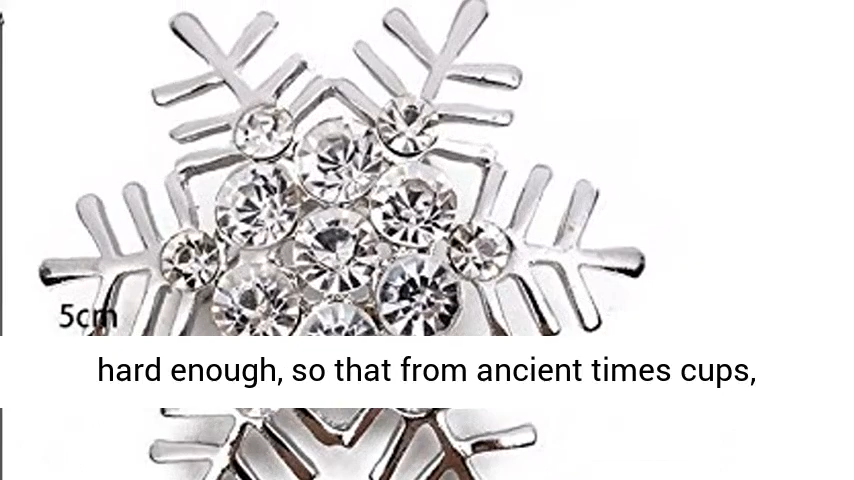 5cm
hard enough, so that from ancient times cups,